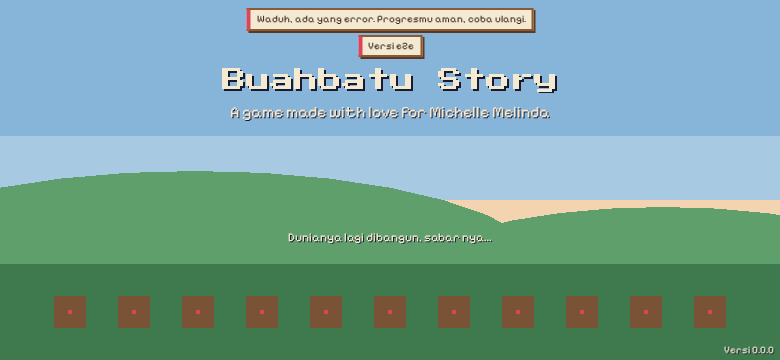 Waduh, ada yang error. Progresmu aman, coba ulangi.
Versi e2e
Buahbatu Story
A game made with love for Michelle Melinda.
Dunianya lagi dibangun, sabar nya...
Versi 0.0.0